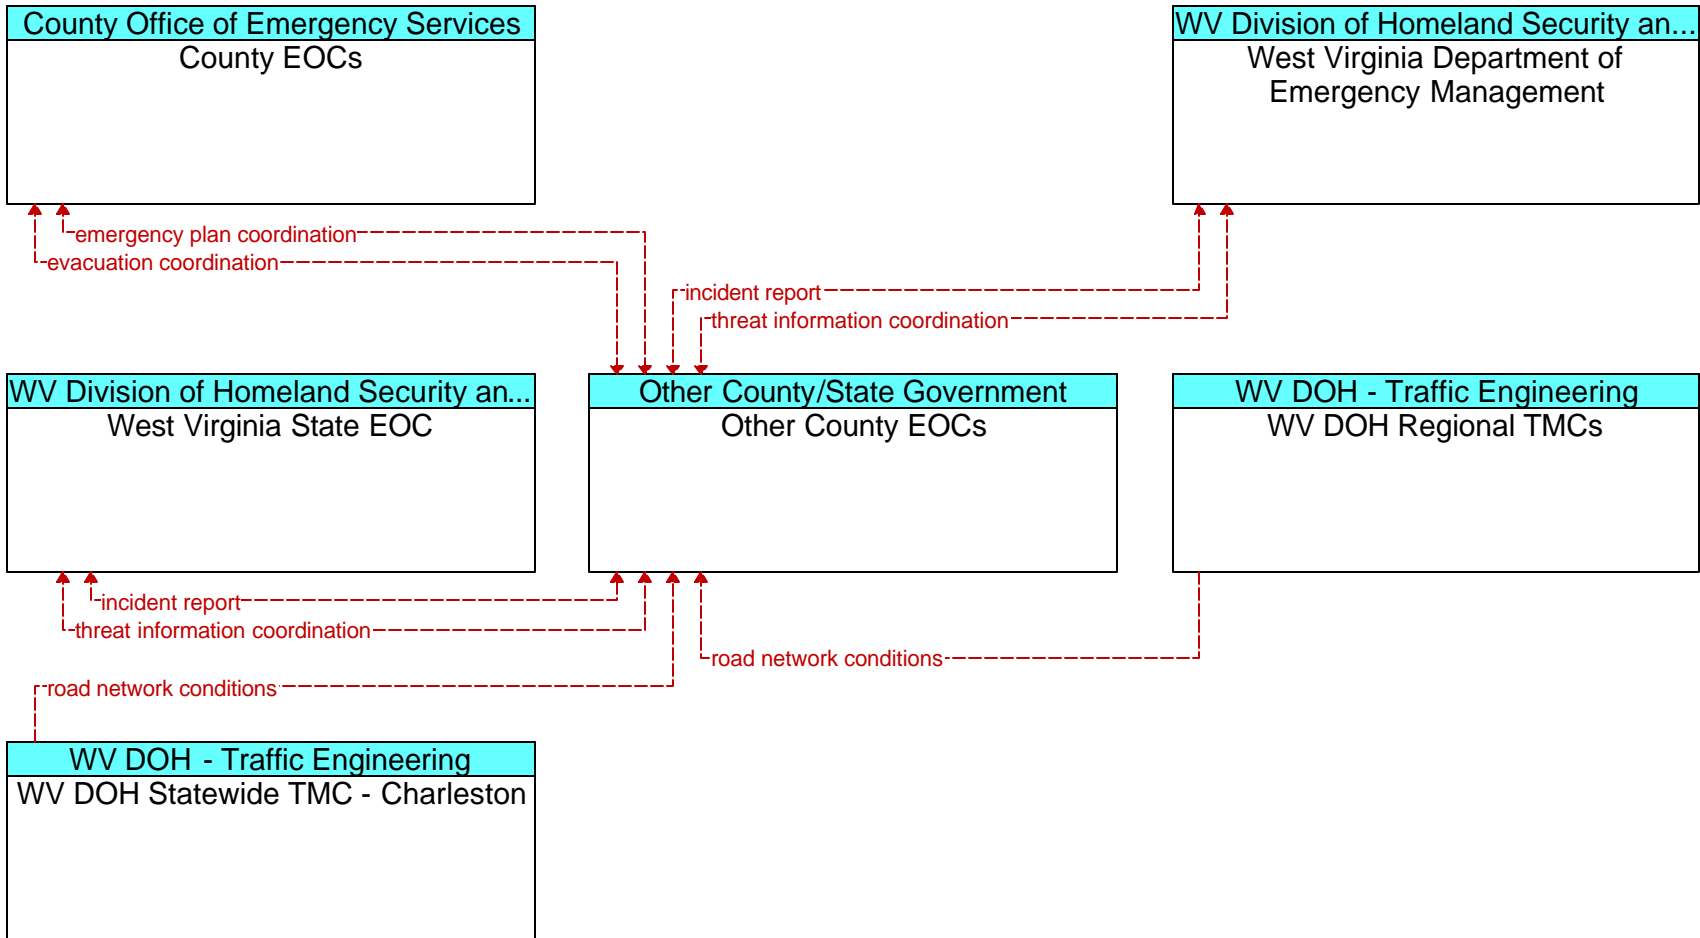 County Office of Emergency Services
County EOCs
WV Division of Homeland Security an...
West Virginia Department of
Emergency Management
emergency plan coordination
evacuation coordination
incident report
threat information coordination
WV Division of Homeland Security an...
West Virginia State EOC
Other County/State Government
Other County EOCs
WV DOH - Traffic Engineering
WV DOH Regional TMCs
incident report
threat information coordination
road network conditions
road network conditions
WV DOH - Traffic Engineering
WV DOH Statewide TMC - Charleston